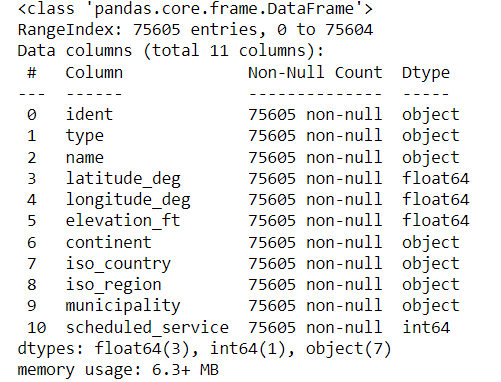 <class 'pandas.core.frame.DataFrame'>
RangeIndex: 75605 entries, 0 to 75604
Data columns (total 11 columns):
 #   Column             Non-Null Count  Dtype
---  ------             --------------  -----
 0   ident              75605 non-null  object
 1   type               75605 non-null  object
 2   name               75605 non-null  object
 3   latitude_deg       75605 non-null  float64
 4   longitude_deg      75605 non-null  float64
 5   elevation_ft       75605 non-null  float64
 6   continent          75605 non-null  object
 7   iso_country        75605 non-null  object
 8   iso_region         75605 non-null  object
 9   municipality       75605 non-null  object
 10  scheduled_service  75605 non-null  int64
dtypes: float64(3), int64(1), object(7)
memory usage: 6.3+ MB